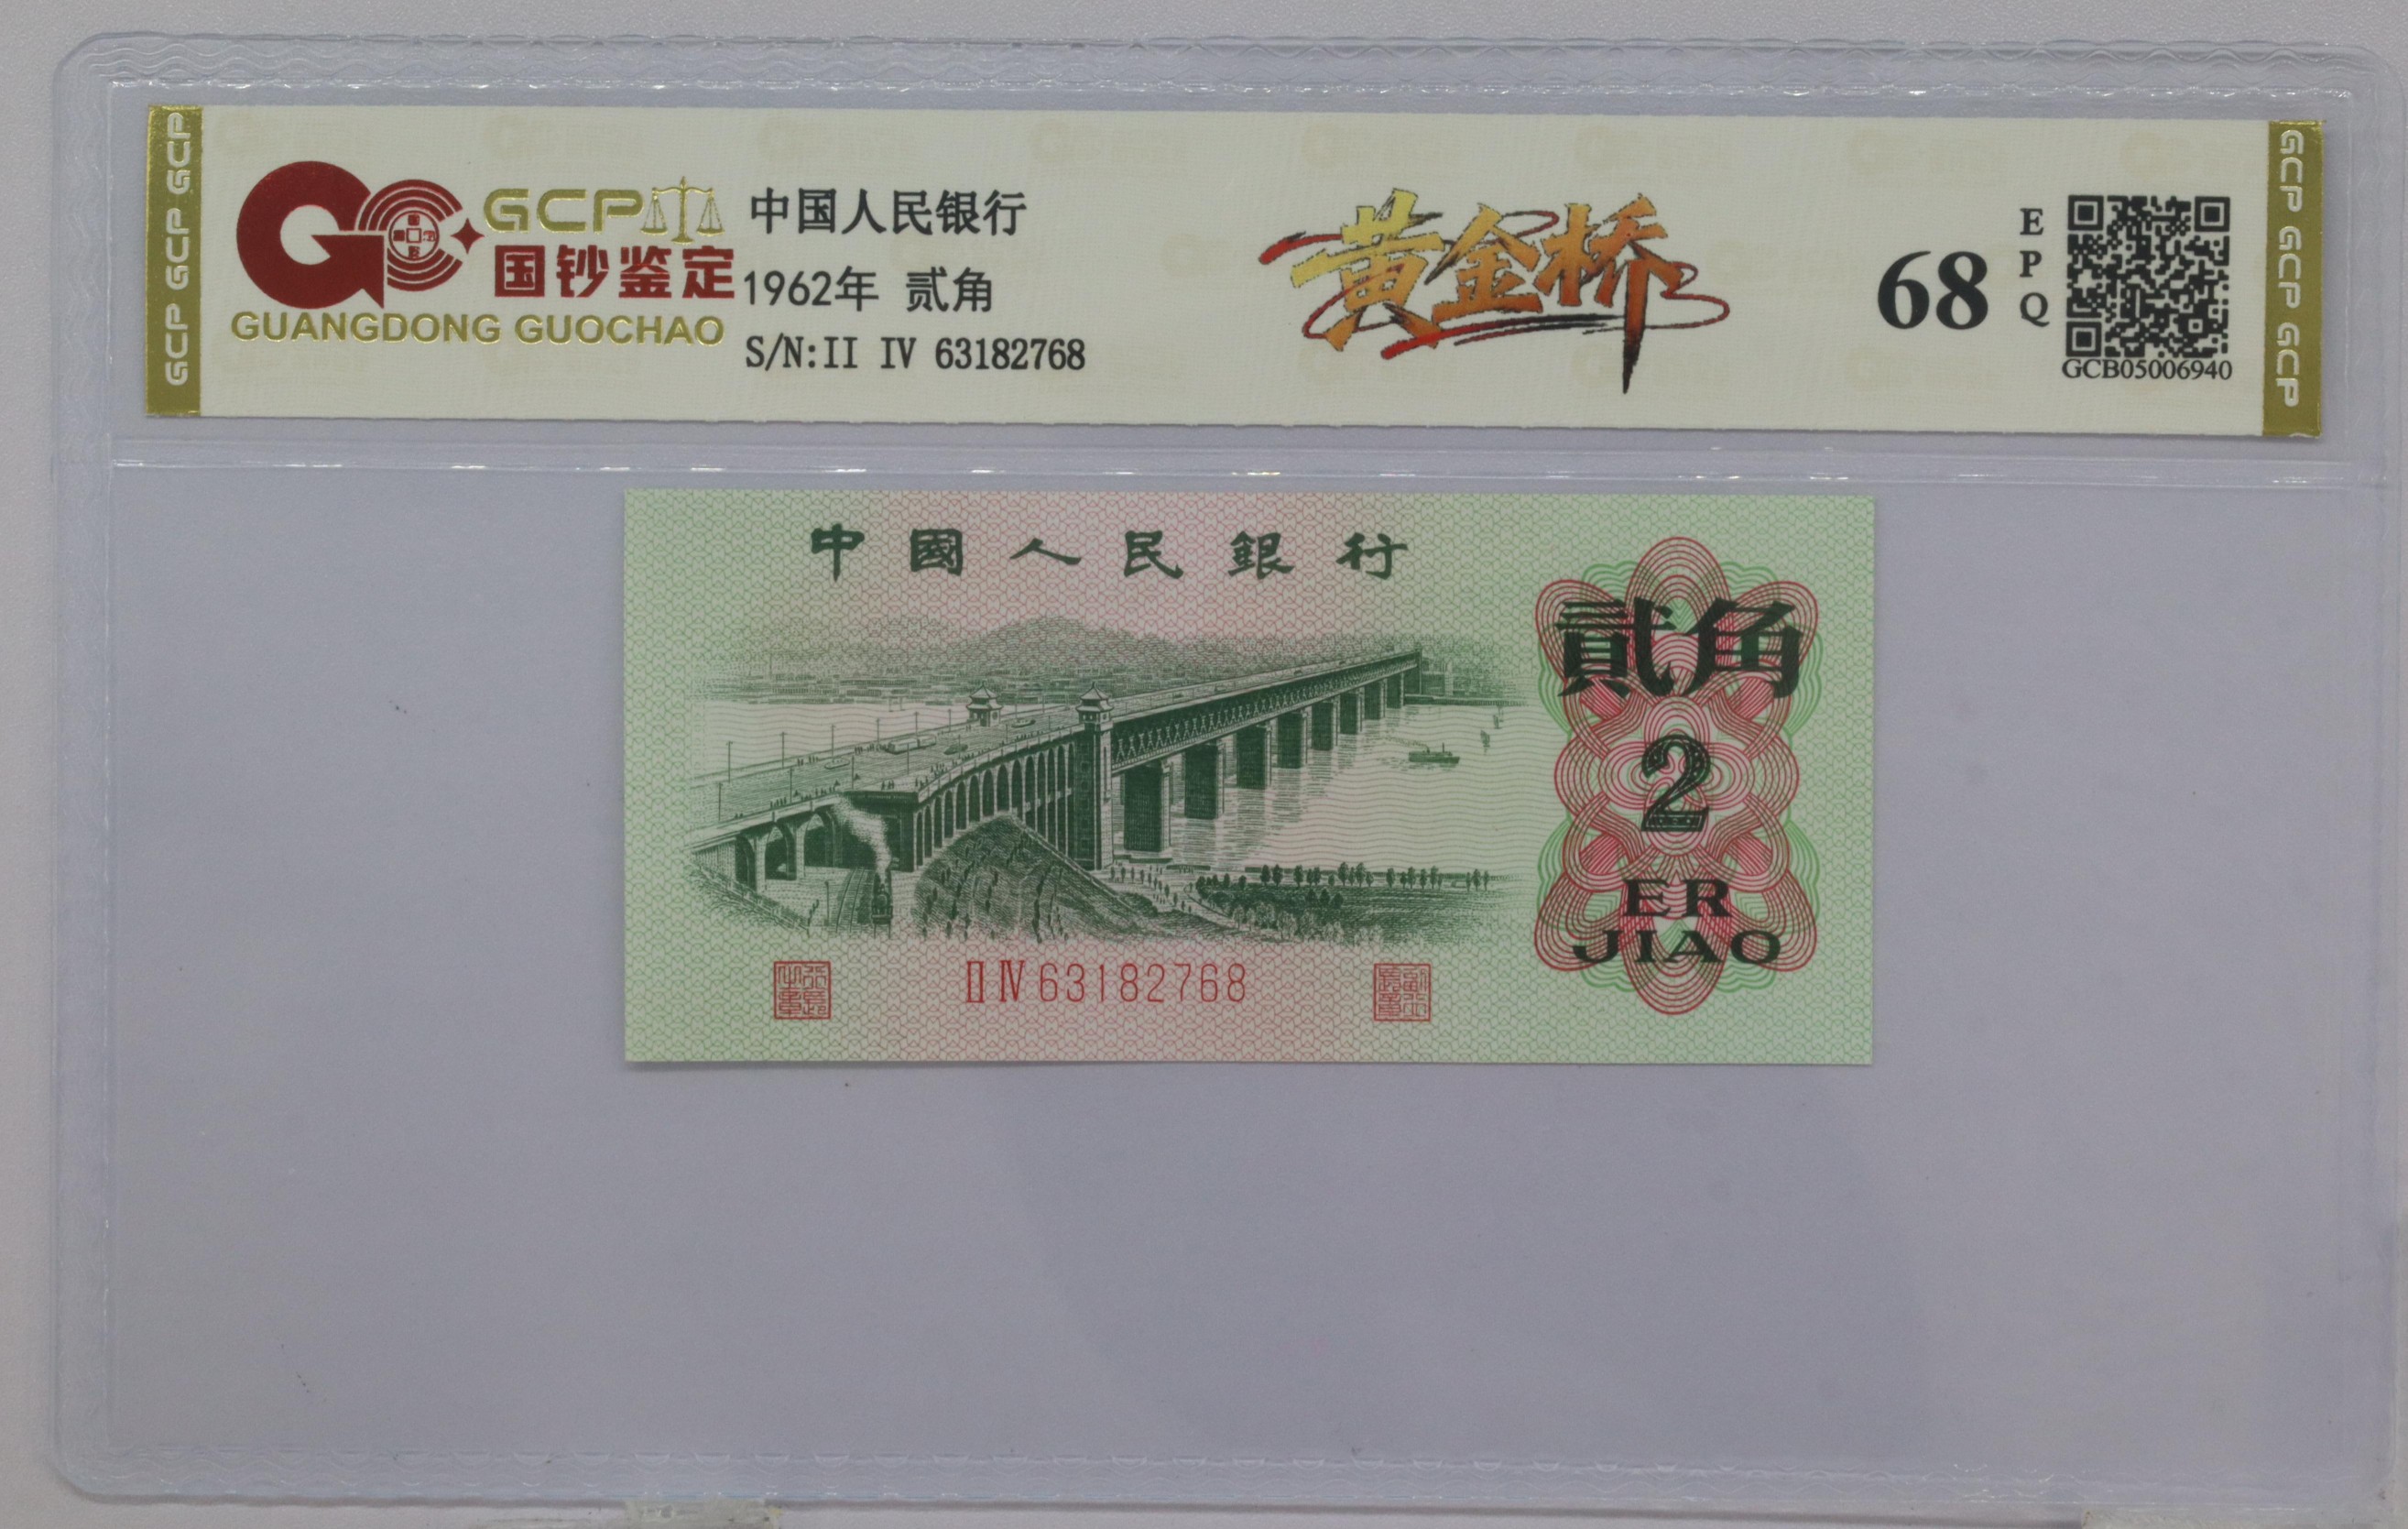 GCP GCP GCP
GCP
国钞鉴定
GUANGDONG GUOCHAO
中国人民银行
1962年 贰角
S/N:II IV 63182768
黄金桥
68
EPQ
GCB05006940
GCP GCP GCP
中國人民銀行
貳角
2
ER
JIAO
II IV 63182768